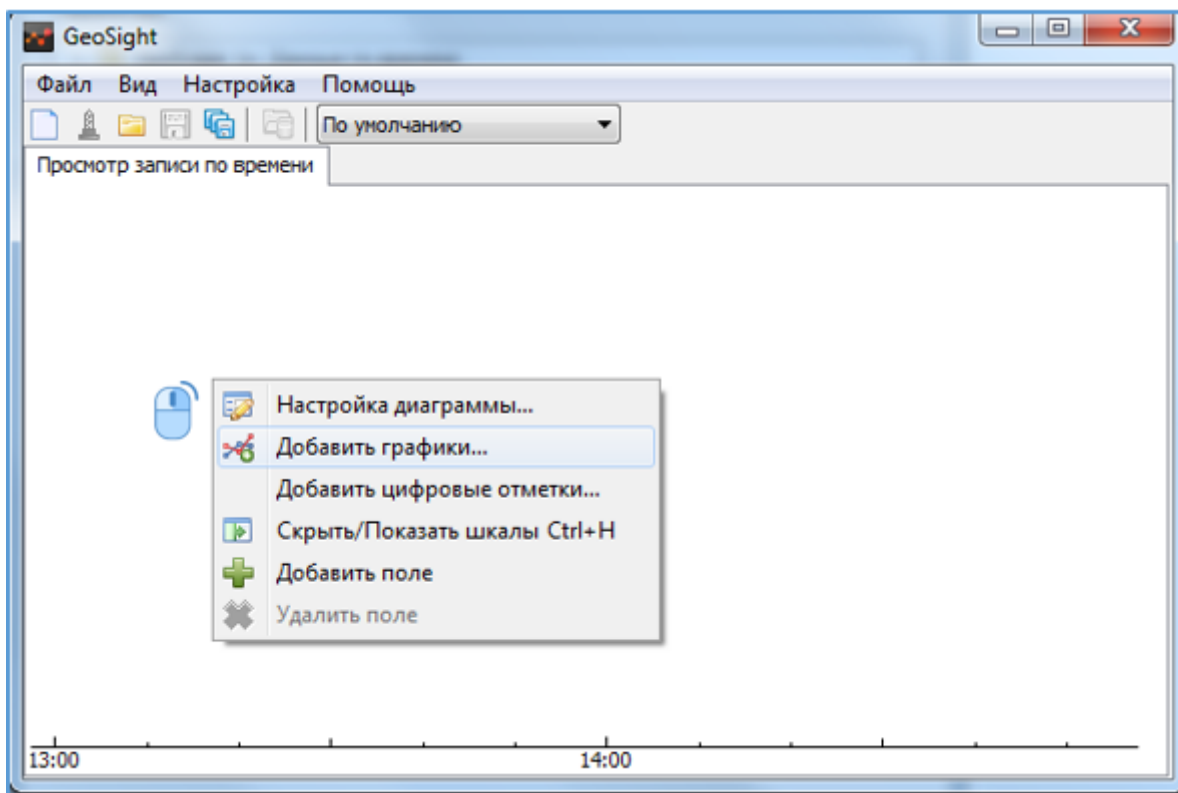 GeoSight
Файл Вид Настройка Помощь
По умолчанию
Просмотр записи по времени
Настройка диаграммы...
Добавить графики...
Добавить цифровые отметки...
Скрыть/Показать шкалы Ctrl+H
Добавить поле
Удалить поле
13:00 14:00